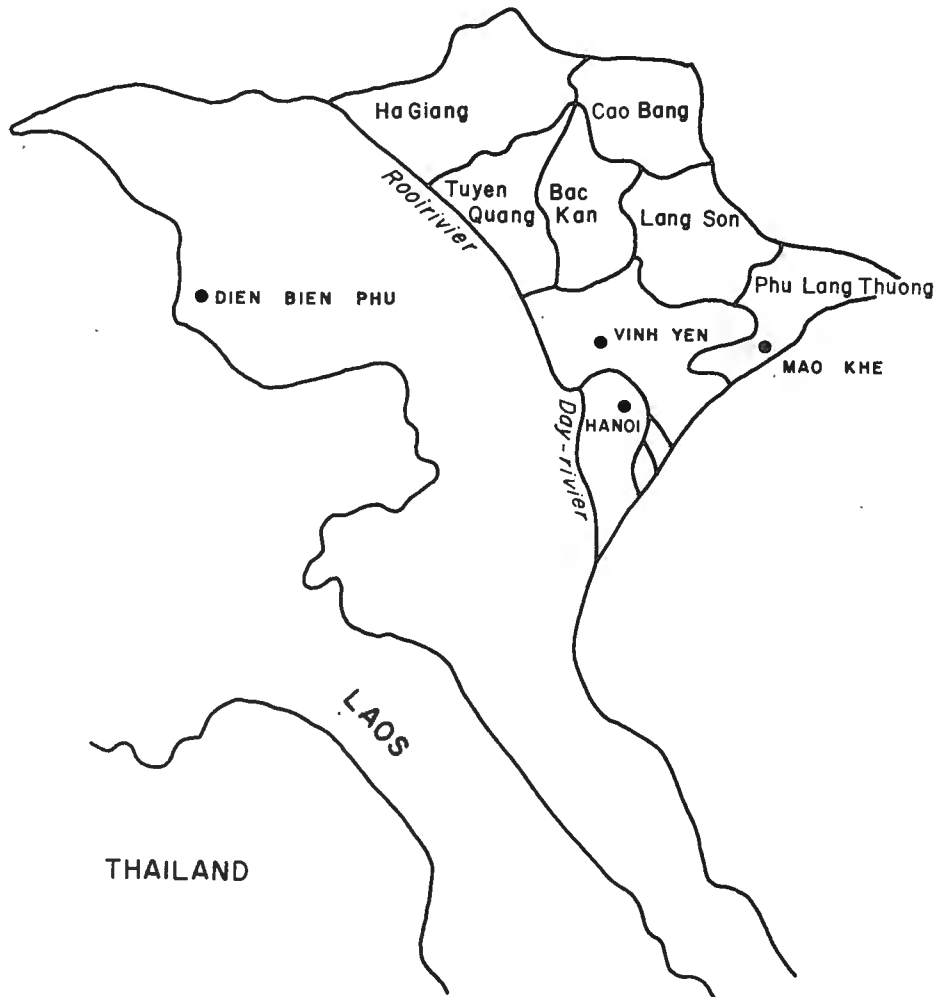 Ha Giang
Cao Bang
Rooirivier
Tuyen
Quang
Bac
Kan
Lang Son
Phu Lang Thuong
DIEN BIEN PHU
VINH YEN
MAO KHE
HANOI
Day-rivier
LAOS
THAILAND